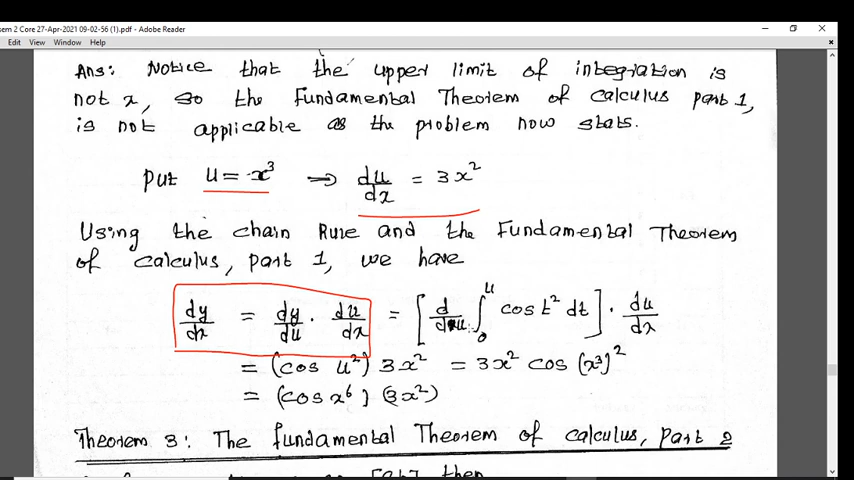 sem 2 Core 27-Apr-2021 09-02-56 (1).pdf - Adobe Reader
Edit View Window Help
Ans: Notice that the upper limit of integration is
not x, so the Fundamental Theorem of calculus part 1,
is not applicable as the problem now stats.
Put u = x³ ⇒ du/dx = 3x²
Using the chain Rule and the Fundamental Theorem
of calculus, part 1, we have
dy/dx = dy/du · du/dx = [d/du ∫₀ᵘ cos t² dt] · du/dx
= (cos u²) 3x² = 3x² cos (x³)²
= (cos x⁶) (3x²)
Theorem 3: The fundamental Theorem of calculus, Part 2